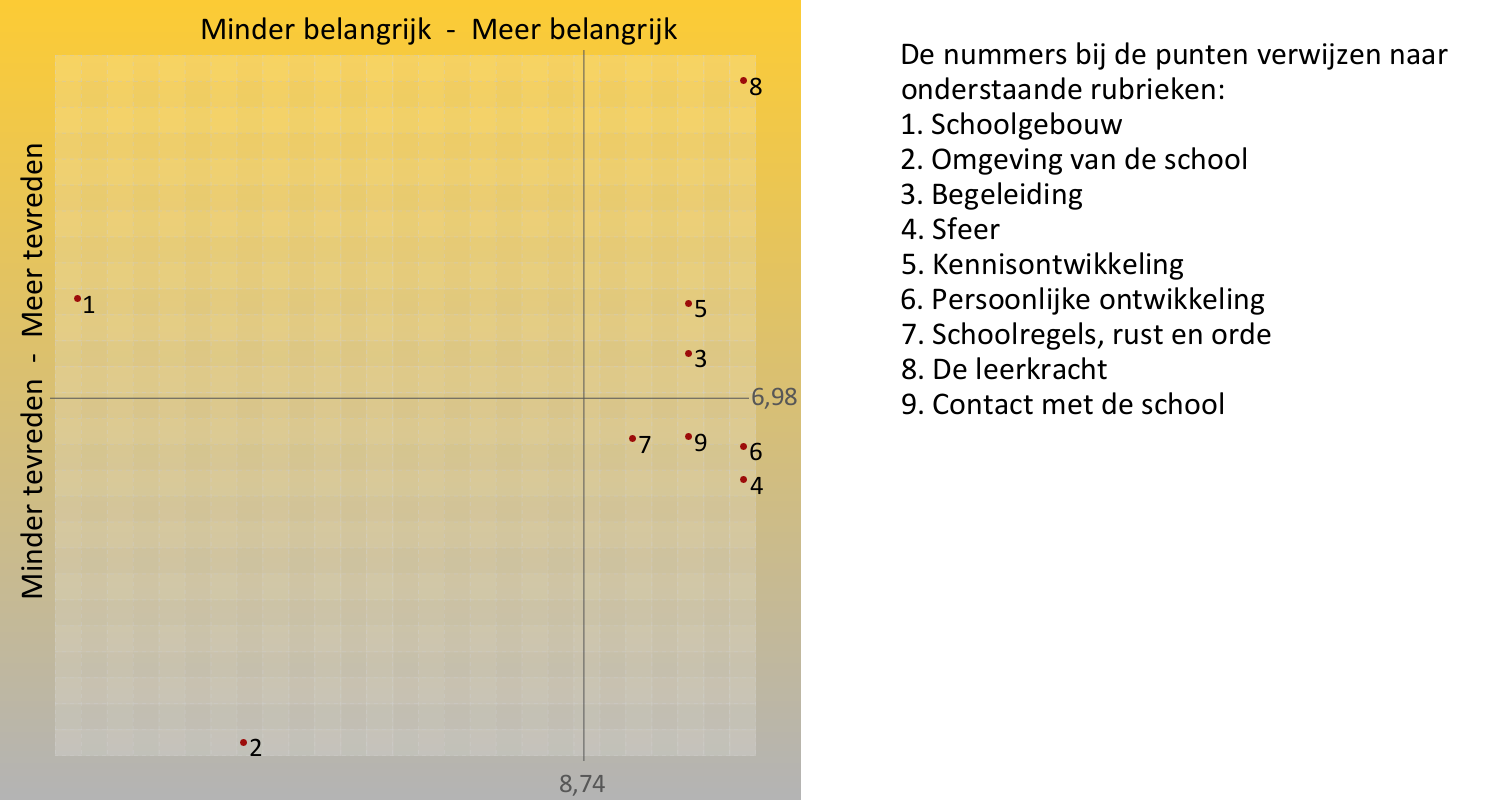 Minder belangrijk - Meer belangrijk
Minder tevreden - Meer tevreden
8
1
5
3
6,98
7
9
6
4
2
8,74
De nummers bij de punten verwijzen naar
onderstaande rubrieken:
1. Schoolgebouw
2. Omgeving van de school
3. Begeleiding
4. Sfeer
5. Kennisontwikkeling
6. Persoonlijke ontwikkeling
7. Schoolregels, rust en orde
8. De leerkracht
9. Contact met de school